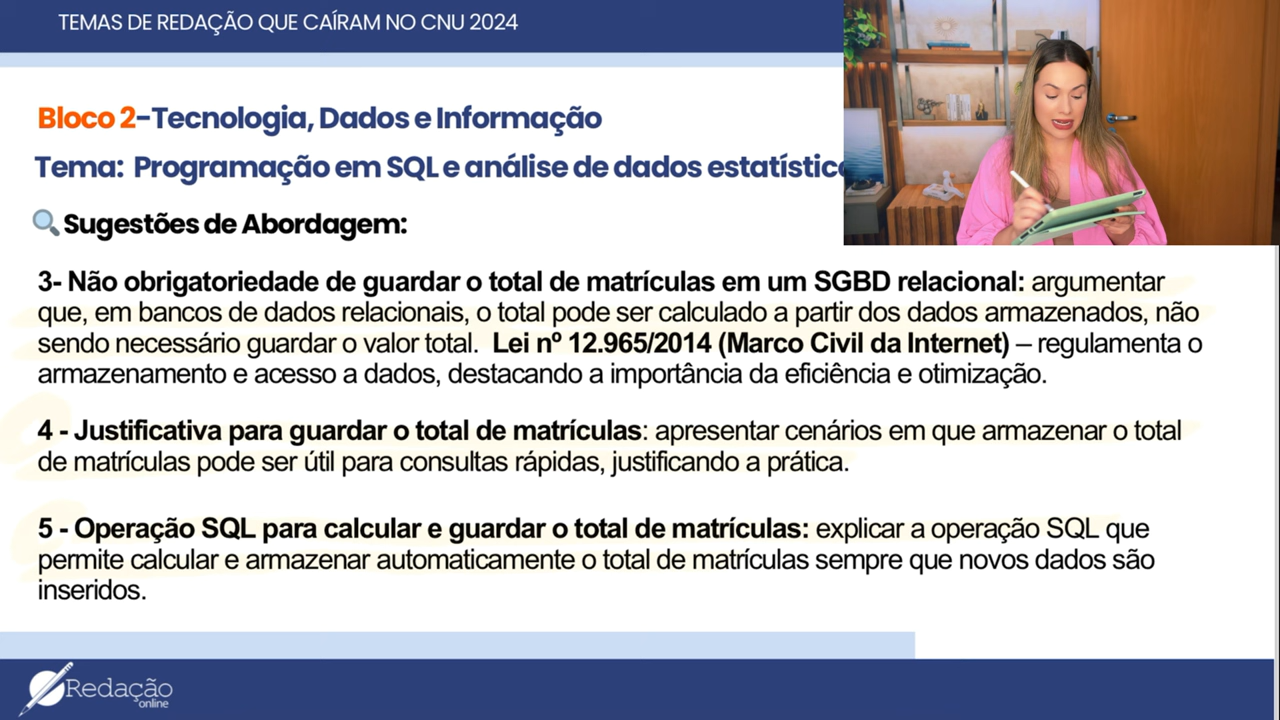 TEMAS DE REDAÇÃO QUE CAÍRAM NO CNU 2024
Bloco 2-Tecnologia, Dados e Informação
Tema: Programação em SQL e análise de dados
Sugestões de Abordagem:
3- Não obrigatoriedade de guardar o total de matrículas em um SGBD relacional: argumentar
que, em bancos de dados relacionais, o total pode ser calculado a partir dos dados armazenados, não
sendo necessário guardar o valor total. Lei nº 12.965/2014 (Marco Civil da Internet) – regulamenta o
armazenamento e acesso a dados, destacando a importância da eficiência e otimização.
4 - Justificativa para guardar o total de matrículas: apresentar cenários em que armazenar o total
de matrículas pode ser útil para consultas rápidas, justificando a prática.
5 - Operação SQL para calcular e guardar o total de matrículas: explicar a operação SQL que
permite calcular e armazenar automaticamente o total de matrículas sempre que novos dados são
inseridos.
Redação
online